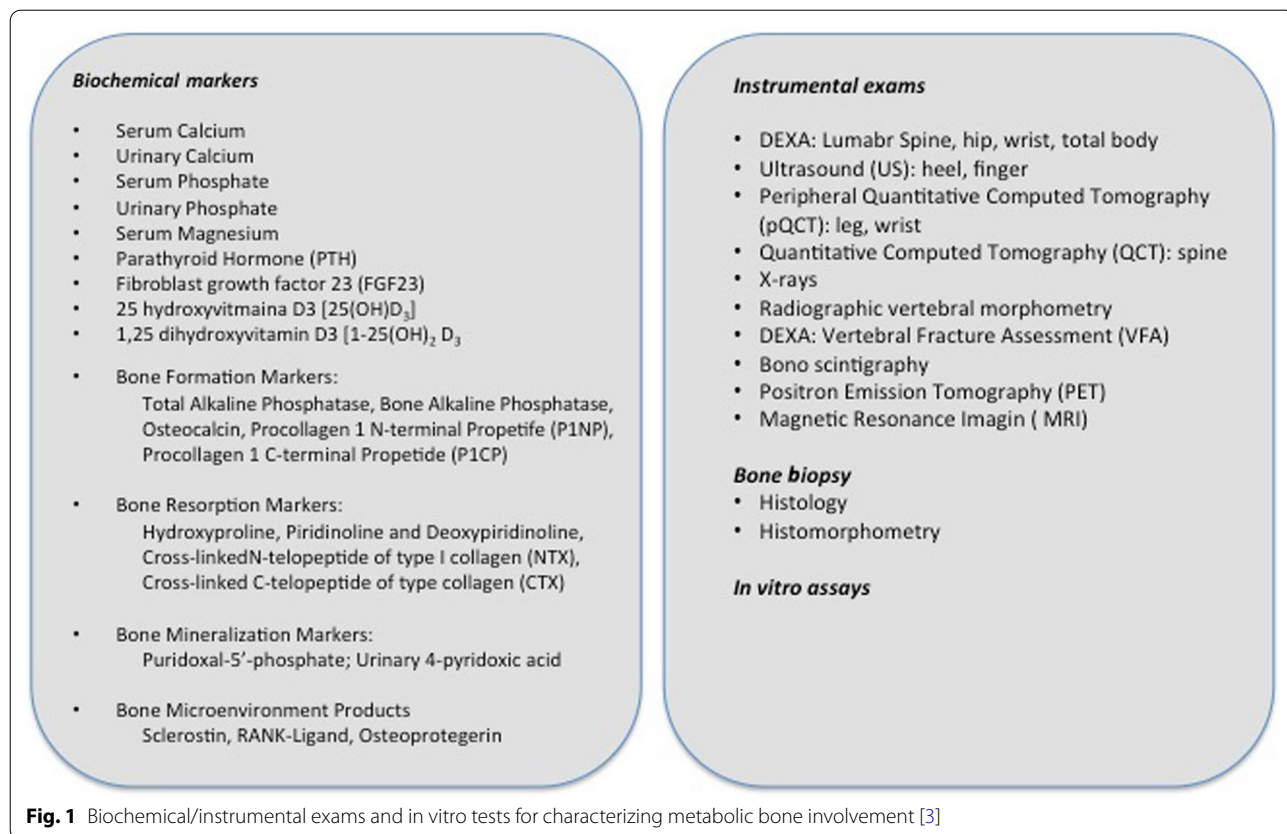 Biochemical markers
• Serum Calcium
• Urinary Calcium
• Serum Phosphate
• Urinary Phosphate
• Serum Magnesium
• Parathyroid Hormone (PTH)
• Fibroblast growth factor 23 (FGF23)
• 25 hydroxyvitmaina D3 [25(OH)D₃]
• 1,25 dihydroxyvitamin D3 [1-25(OH)₂ D₃
• Bone Formation Markers:
Total Alkaline Phosphatase, Bone Alkaline Phosphatase,
Osteocalcin, Procollagen 1 N-terminal Propetife (P1NP),
Procollagen 1 C-terminal Propetide (P1CP)
• Bone Resorption Markers:
Hydroxyproline, Piridinoline and Deoxypiridinoline,
Cross-linkedN-telopeptide of type I collagen (NTX),
Cross-linked C-telopeptide of type collagen (CTX)
• Bone Mineralization Markers:
Puridoxal-5’-phosphate; Urinary 4-pyridoxic acid
• Bone Microenvironment Products
Sclerostin, RANK-Ligand, Osteoprotegerin
Instrumental exams
• DEXA: Lumabr Spine, hip, wrist, total body
• Ultrasound (US): heel, finger
• Peripheral Quantitative Computed Tomography
(pQCT): leg, wrist
• Quantitative Computed Tomography (QCT): spine
• X-rays
• Radiographic vertebral morphometry
• DEXA: Vertebral Fracture Assessment (VFA)
• Bono scintigraphy
• Positron Emission Tomography (PET)
• Magnetic Resonance Imagin ( MRI)
Bone biopsy
• Histology
• Histomorphometry
In vitro assays
Fig. 1 Biochemical/instrumental exams and in vitro tests for characterizing metabolic bone involvement [3]